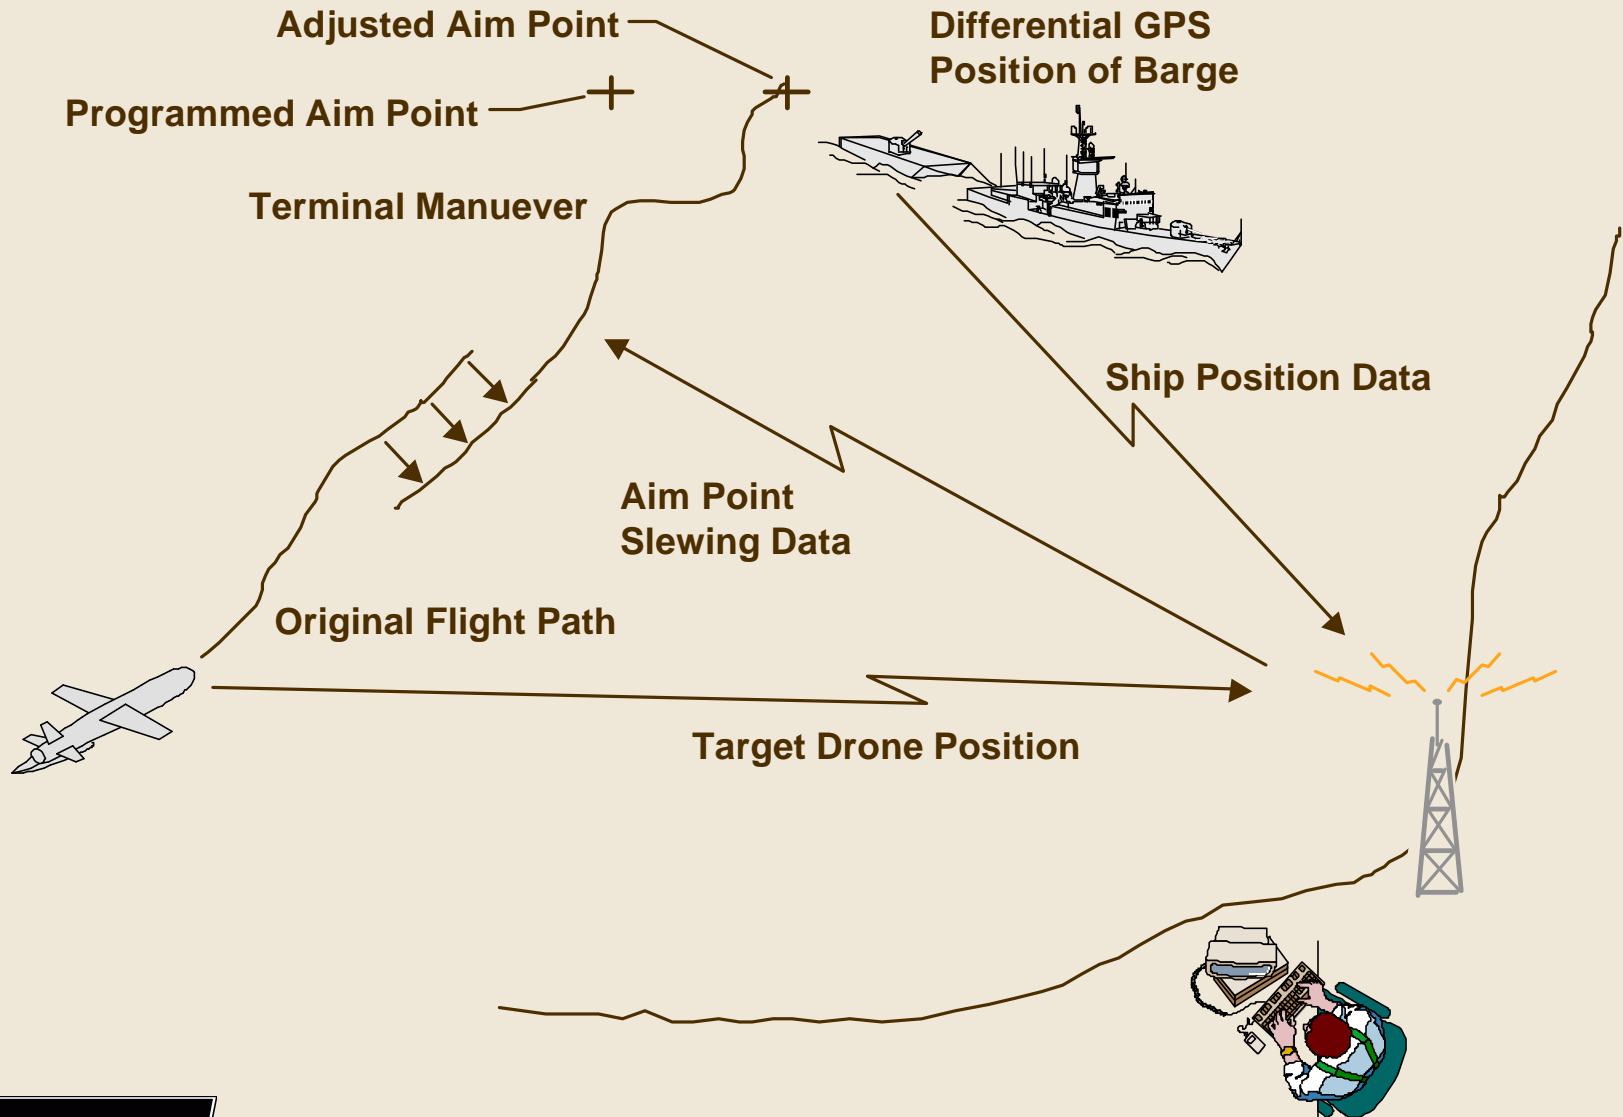 Adjusted Aim Point
Differential GPS
Position of Barge
Programmed Aim Point
Terminal Manuever
Ship Position Data
Aim Point
Slewing Data
Original Flight Path
Target Drone Position